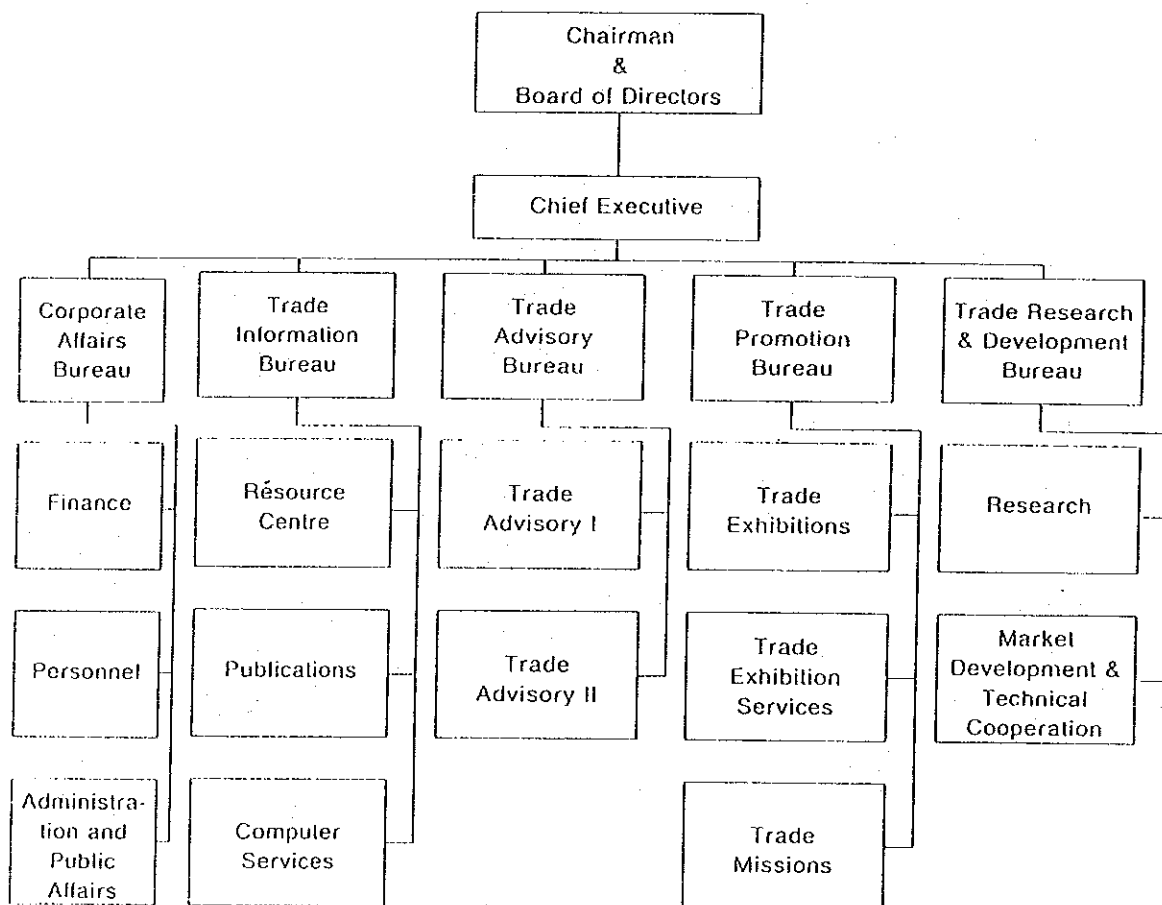 Chairman
&
Board of Directors
Chief Executive
Corporate
Affairs
Bureau
Trade
Information
Bureau
Trade
Advisory
Bureau
Trade
Promotion
Bureau
Trade Research
& Development
Bureau
Finance
Résource
Centre
Trade
Advisory I
Trade
Exhibitions
Research
Personnel
Publications
Trade
Advisory II
Trade
Exhibition
Services
Market
Development &
Technical
Cooperation
Administra-
tion and
Public
Affairs
Computer
Services
Trade
Missions